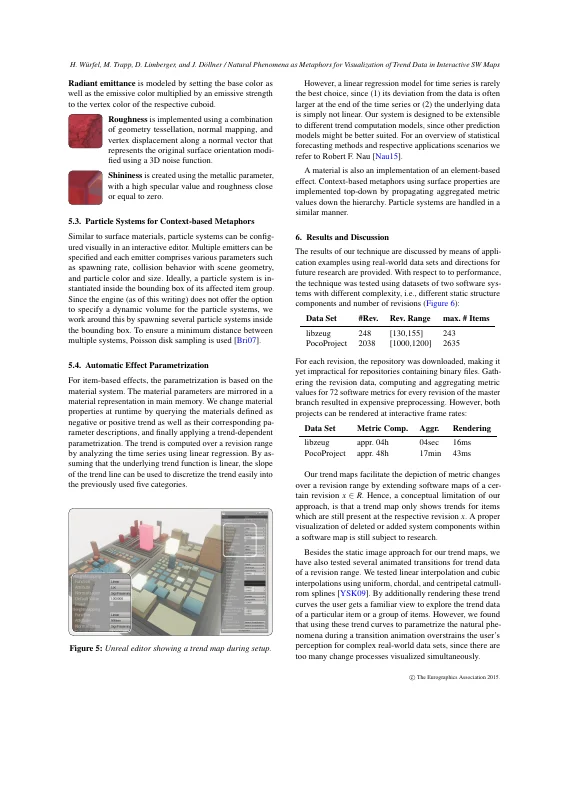 H. Würfel, M. Trapp, D. Limberger, and J. Döllner / Natural Phenomena as Metaphors for Visualization of Trend Data in Interactive SW Maps
Radiant emittance is modeled by setting the base color as
well as the emissive color multiplied by an emissive strength
to the vertex color of the respective cuboid.
Roughness is implemented using a combination
of geometry tessellation, normal mapping, and
vertex displacement along a normal vector that
represents the original surface orientation modi-
fied using a 3D noise function.
Shininess is created using the metallic parameter,
with a high specular value and roughness close
or equal to zero.
5.3. Particle Systems for Context-based Metaphors
Similar to surface materials, particle systems can be config-
ured visually in an interactive editor. Multiple emitters can be
specified and each emitter comprises various parameters such
as spawning rate, collision behavior with scene geometry,
and particle color and size. Ideally, a particle system is in-
stantiated inside the bounding box of its affected item group.
Since the engine (as of this writing) does not offer the option
to specify a dynamic volume for the particle systems, we
work around this by spawning several particle systems inside
the bounding box. To ensure a minimum distance between
multiple systems, Poisson disk sampling is used [Bri07].
5.4. Automatic Effect Parametrization
For item-based effects, the parametrization is based on the
material system. The material parameters are mirrored in a
material representation in main memory. We change material
properties at runtime by querying the materials defined as
negative or positive trend as well as their corresponding pa-
rameter descriptions, and finally applying a trend-dependent
parametrization. The trend is computed over a revision range
by analyzing the time series using linear regression. By as-
suming that the underlying trend function is linear, the slope
of the trend line can be used to discretize the trend easily into
the previously used five categories.
Figure 5: Unreal editor showing a trend map during setup.
However, a linear regression model for time series is rarely
the best choice, since (1) its deviation from the data is often
larger at the end of the time series or (2) the underlying data
is simply not linear. Our system is designed to be extensible
to different trend computation models, since other prediction
models might be better suited. For an overview of statistical
forecasting methods and respective applications scenarios we
refer to Robert F. Nau [Nau15].
A material is also an implementation of an element-based
effect. Context-based metaphors using surface properties are
implemented top-down by propagating aggregated metric
values down the hierarchy. Particle systems are handled in a
similar manner.
6. Results and Discussion
The results of our technique are discussed by means of appli-
cation examples using real-world data sets and directions for
future research are provided. With respect to to performance,
the technique was tested using datasets of two software sys-
tems with different complexity, i.e., different static structure
components and number of revisions (Figure 6):
Data Set #Rev. Rev. Range max. # Items
libzeug 248 [130,155] 243
PocoProject 2038 [1000,1200] 2635
For each revision, the repository was downloaded, making it
yet impractical for repositories containing binary files. Gath-
ering the revision data, computing and aggregating metric
values for 72 software metrics for every revision of the master
branch resulted in expensive preprocessing. However, both
projects can be rendered at interactive frame rates:
Data Set Metric Comp. Aggr. Rendering
libzeug appr. 04h 04sec 16ms
PocoProject appr. 48h 17min 43ms
Our trend maps facilitate the depiction of metric changes
over a revision range by extending software maps of a cer-
tain revision x ∈ R. Hence, a conceptual limitation of our
approach, is that a trend map only shows trends for items
which are still present at the respective revision x. A proper
visualization of deleted or added system components within
a software map is still subject to research.
Besides the static image approach for our trend maps, we
have also tested several animated transitions for trend data
of a revision range. We tested linear interpolation and cubic
interpolations using uniform, chordal, and centripetal catmull-
rom splines [YSK09]. By additionally rendering these trend
curves the user gets a familiar view to explore the trend data
of a particular item or a group of items. However, we found
that using these trend curves to parametrize the natural phe-
nomena during a transition animation overstrains the user's
perception for complex real-world data sets, since there are
too many change processes visualized simultaneously.
© The Eurographics Association 2015.